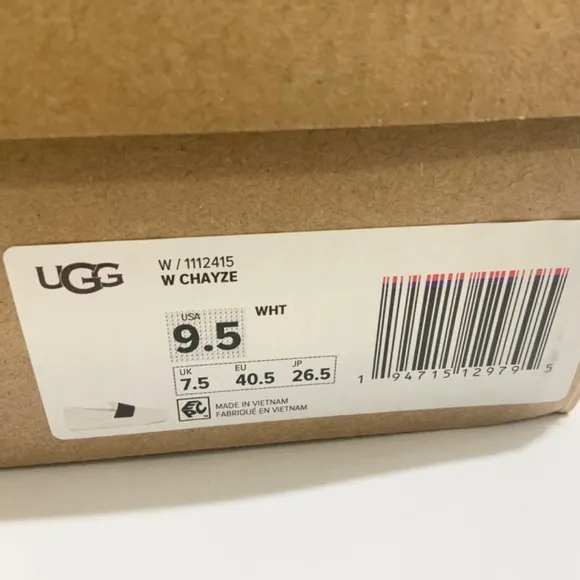 UGG
W / 1112415
W CHAYZE
USA
9.5
WHT
UK EU JP
7.5 40.5 26.5
MADE IN VIETNAM
FABRIQUÉ EN VIETNAM
1 94715 12979 5